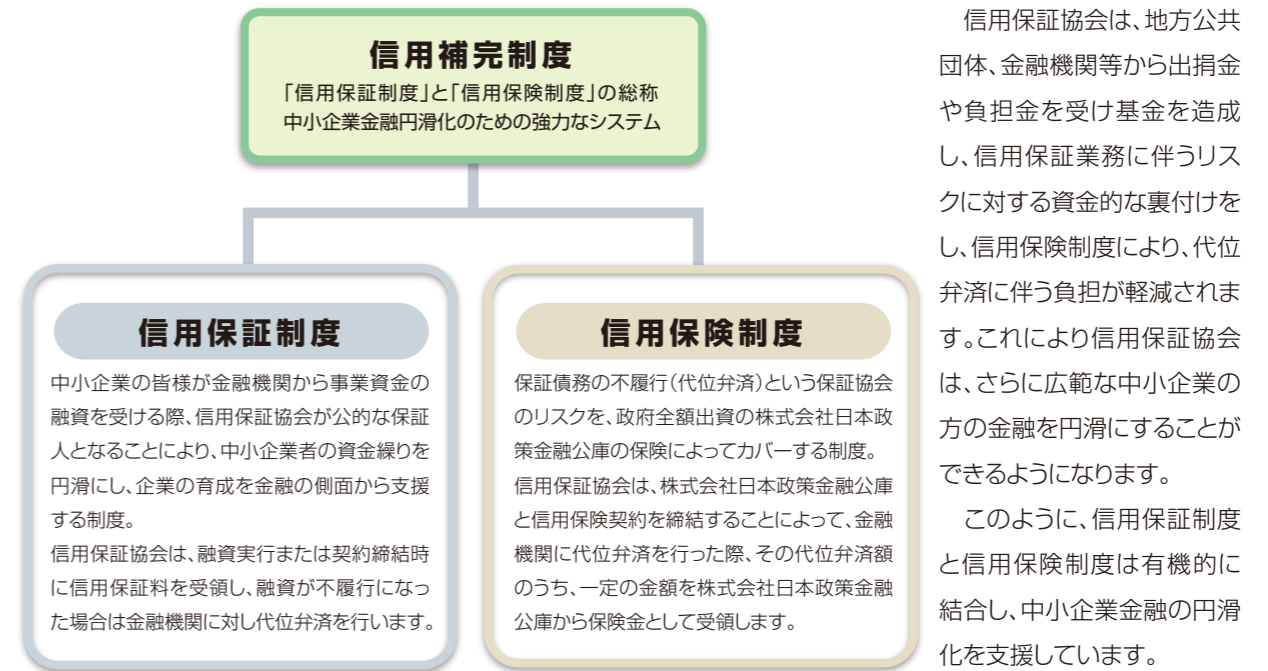 信用補完制度
「信用保証制度」と「信用保険制度」の総称
中小企業金融円滑化のための強力なシステム
信用保証制度
中小企業の皆様が金融機関から事業資金の
融資を受ける際、信用保証協会が公的な保証
人となることにより、中小企業者の資金繰りを
円滑にし、企業の育成を金融の側面から支援
する制度。
信用保証協会は、融資実行または契約締結時
に信用保証料を受領し、融資が不履行になっ
た場合は金融機関に対し代位弁済を行います。
信用保険制度
保証債務の不履行(代位弁済)という保証協会
のリスクを、政府全額出資の株式会社日本政
策金融公庫の保険によってカバーする制度。
信用保証協会は、株式会社日本政策金融公庫
と信用保険契約を締結することによって、金融
機関に代位弁済を行った際、その代位弁済額
のうち、一定の金額を株式会社日本政策金融
公庫から保険金として受領します。
信用保証協会は、地方公共
団体、金融機関等から出捐金
や負担金を受け基金を造成
し、信用保証業務に伴うリス
クに対する資金的な裏付けを
し、信用保険制度により、代位
弁済に伴う負担が軽減されま
す。これにより信用保証協会
は、さらに広範な中小企業の
方の金融を円滑にすることが
できるようになります。
このように、信用保証制度
と信用保険制度は有機的に
結合し、中小企業金融の円滑
化を支援しています。